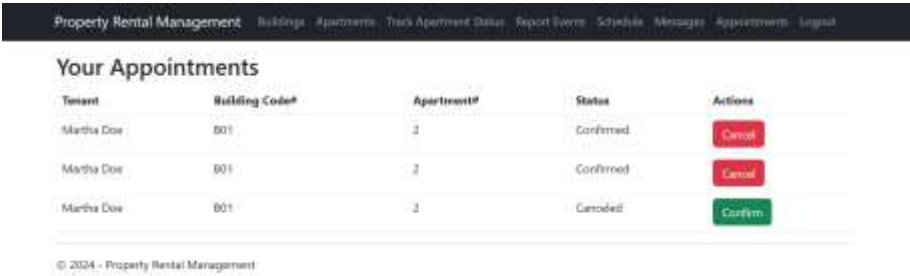 Property Rental Management Buildings Apartments Track Apartment Status Report Events Schedule Messages Appointments Logout
Your Appointments
Tenant Building Code# Apartment# Status Actions
Martha Doe B01 2 Confirmed Cancel
Martha Doe B01 2 Confirmed Cancel
Martha Doe B01 2 Canceled Confirm
© 2024 - Property Rental Management